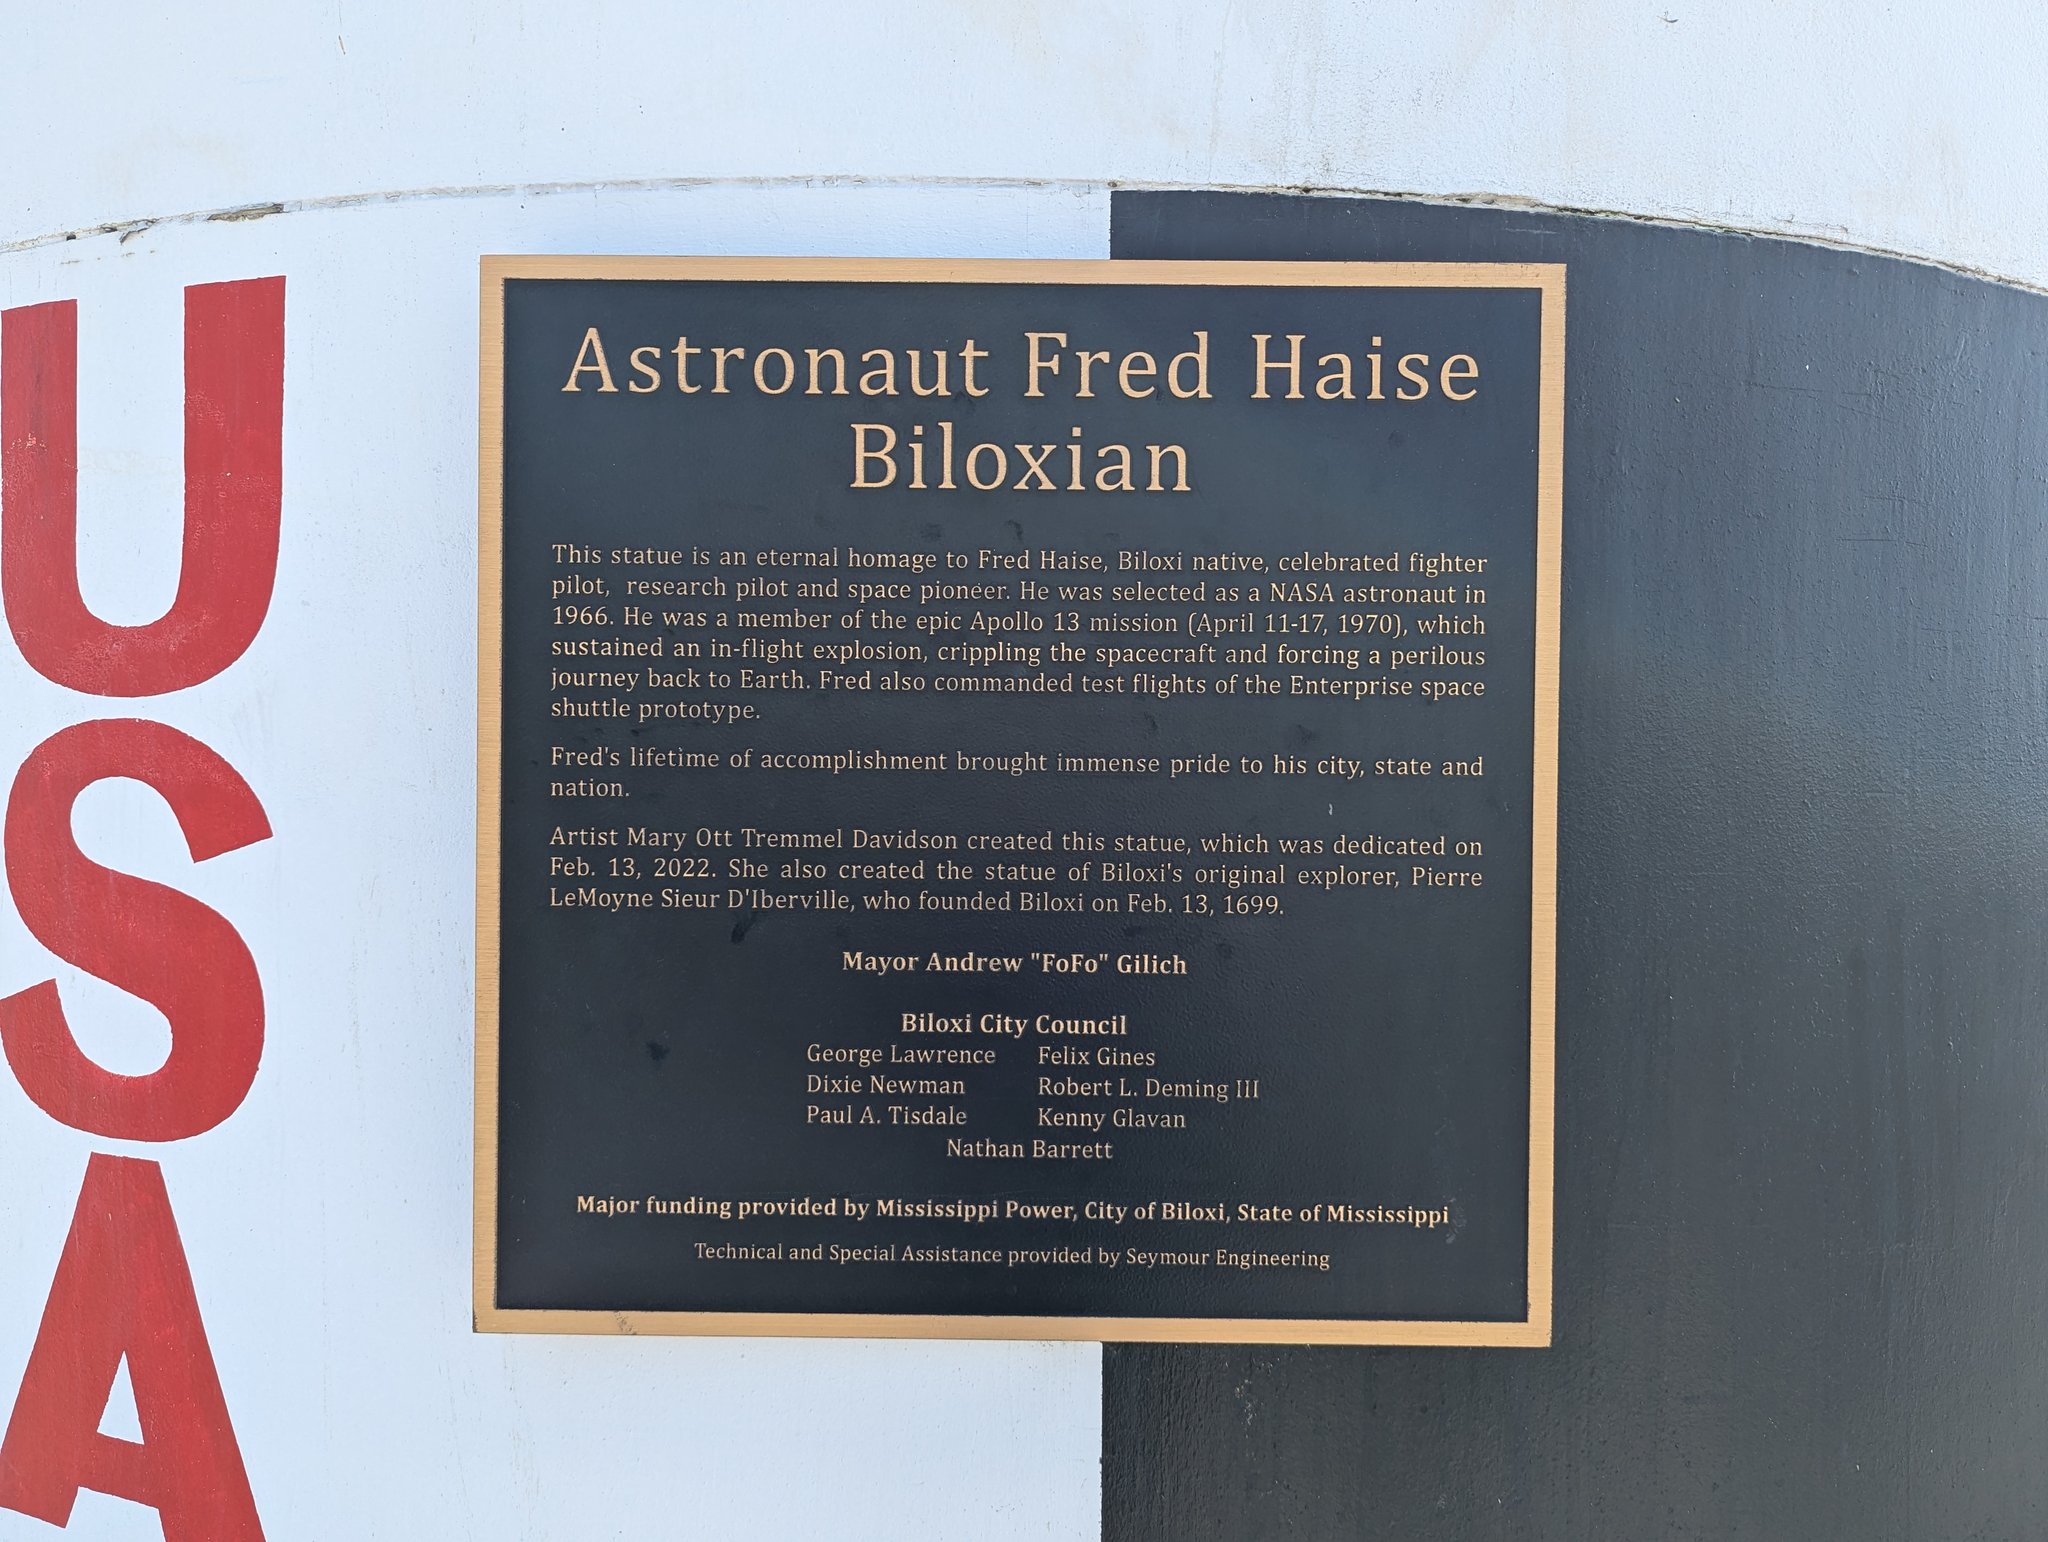 USA
Astronaut Fred Haise
Biloxian
This statue is an eternal homage to Fred Haise, Biloxi native, celebrated fighter
pilot, research pilot and space pioneer. He was selected as a NASA astronaut in
1966. He was a member of the epic Apollo 13 mission (April 11-17, 1970), which
sustained an in-flight explosion, crippling the spacecraft and forcing a perilous
journey back to Earth. Fred also commanded test flights of the Enterprise space
shuttle prototype.
Fred's lifetime of accomplishment brought immense pride to his city, state and
nation.
Artist Mary Ott Tremmel Davidson created this statue, which was dedicated on
Feb. 13, 2022. She also created the statue of Biloxi's original explorer, Pierre
LeMoyne Sieur D'Iberville, who founded Biloxi on Feb. 13, 1699.
Mayor Andrew "FoFo" Gilich
Biloxi City Council
George Lawrence Felix Gines
Dixie Newman Robert L. Deming III
Paul A. Tisdale Kenny Glavan
Nathan Barrett
Major funding provided by Mississippi Power, City of Biloxi, State of Mississippi
Technical and Special Assistance provided by Seymour Engineering